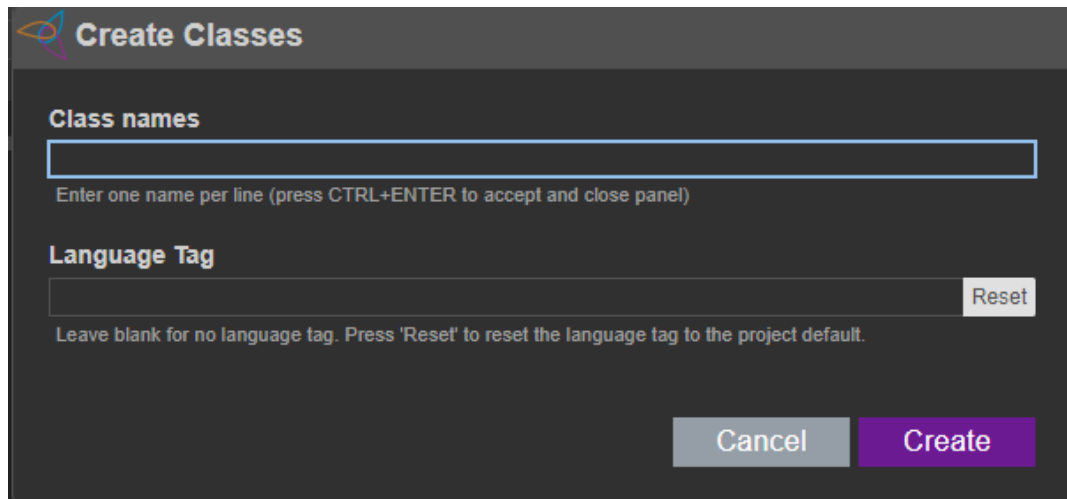 Create Classes
Class names
Enter one name per line (press CTRL+ENTER to accept and close panel)
Language Tag
Reset
Leave blank for no language tag. Press 'Reset' to reset the language tag to the project default.
Cancel Create